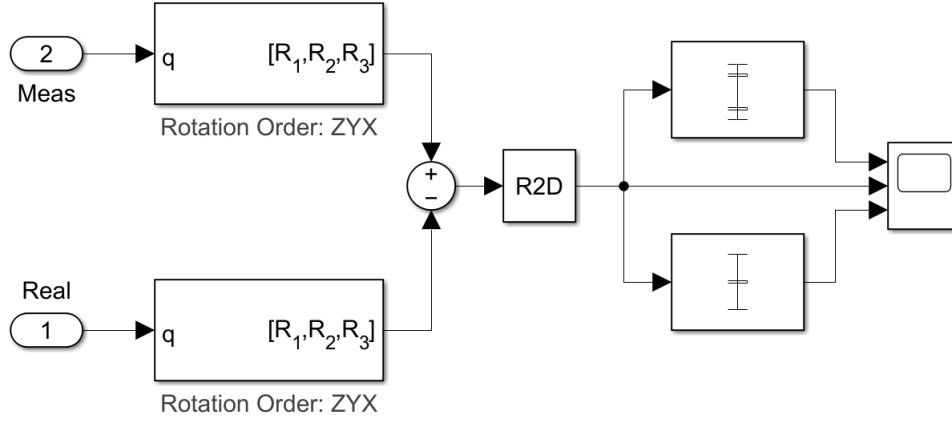 2
Meas
q
[R1,R2,R3]
Rotation Order: ZYX
+
−
R2D
Real
1
q
[R1,R2,R3]
Rotation Order: ZYX